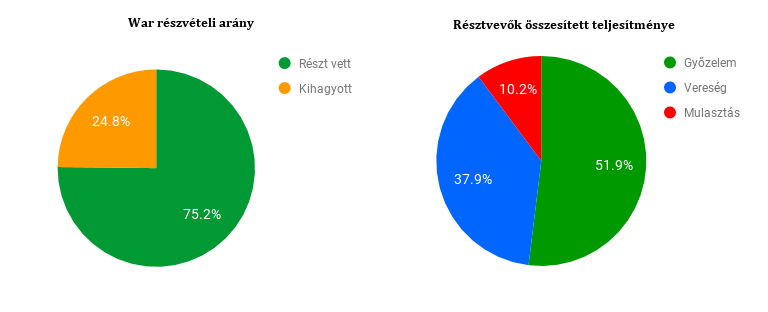 War részvételi arány
Részt vett
Kihagyott
24.8%
75.2%
Résztvevők összesített teljesítménye
Győzelem
Vereség
Mulasztás
10.2%
37.9%
51.9%